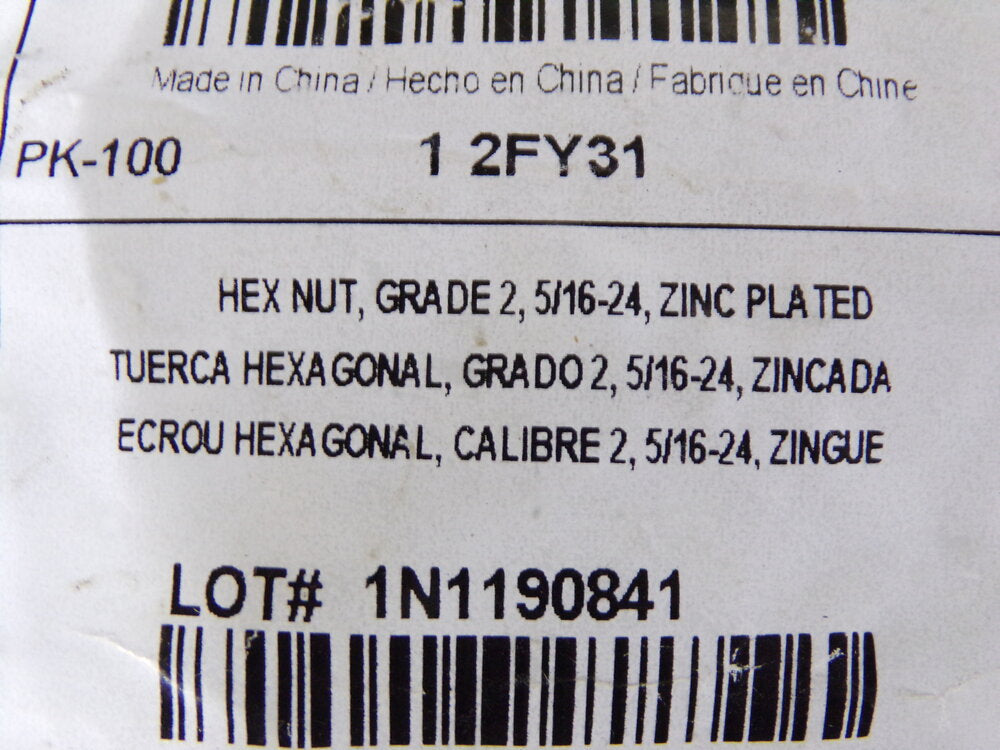 Made in China / Hecho en China / Fabrique en Chine
PK-100 1 2FY31
HEX NUT, GRADE 2, 5/16-24, ZINC PLATED
TUERCA HEXAGONAL, GRADO 2, 5/16-24, ZINCADA
ECROU HEXAGONAL, CALIBRE 2, 5/16-24, ZINGUE
LOT# 1N1190841